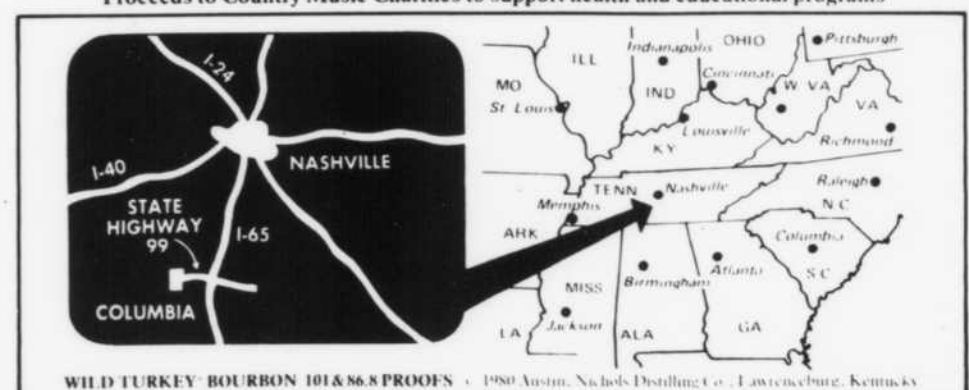 Proceeds to Country Music Charities to support health and educational programs
I-24
NASHVILLE
I-40
STATE
HIGHWAY
99
I-65
COLUMBIA
OHIO
Pittsburgh
Indianapolis
ILL
Cincinnati
W VA
MO
IND
VA
St Louis
Louisville
Richmond
KY
TENN
Nashville
Raleigh
Memphis
N C
ARK
Columbia
Atlanta
Birmingham
S C
MISS
LA
Jackson
ALA
GA
WILD TURKEY BOURBON 101 & 86.8 PROOFS © 1980 Austin, Nichols Distilling Co., Lawrenceburg, Kentucky